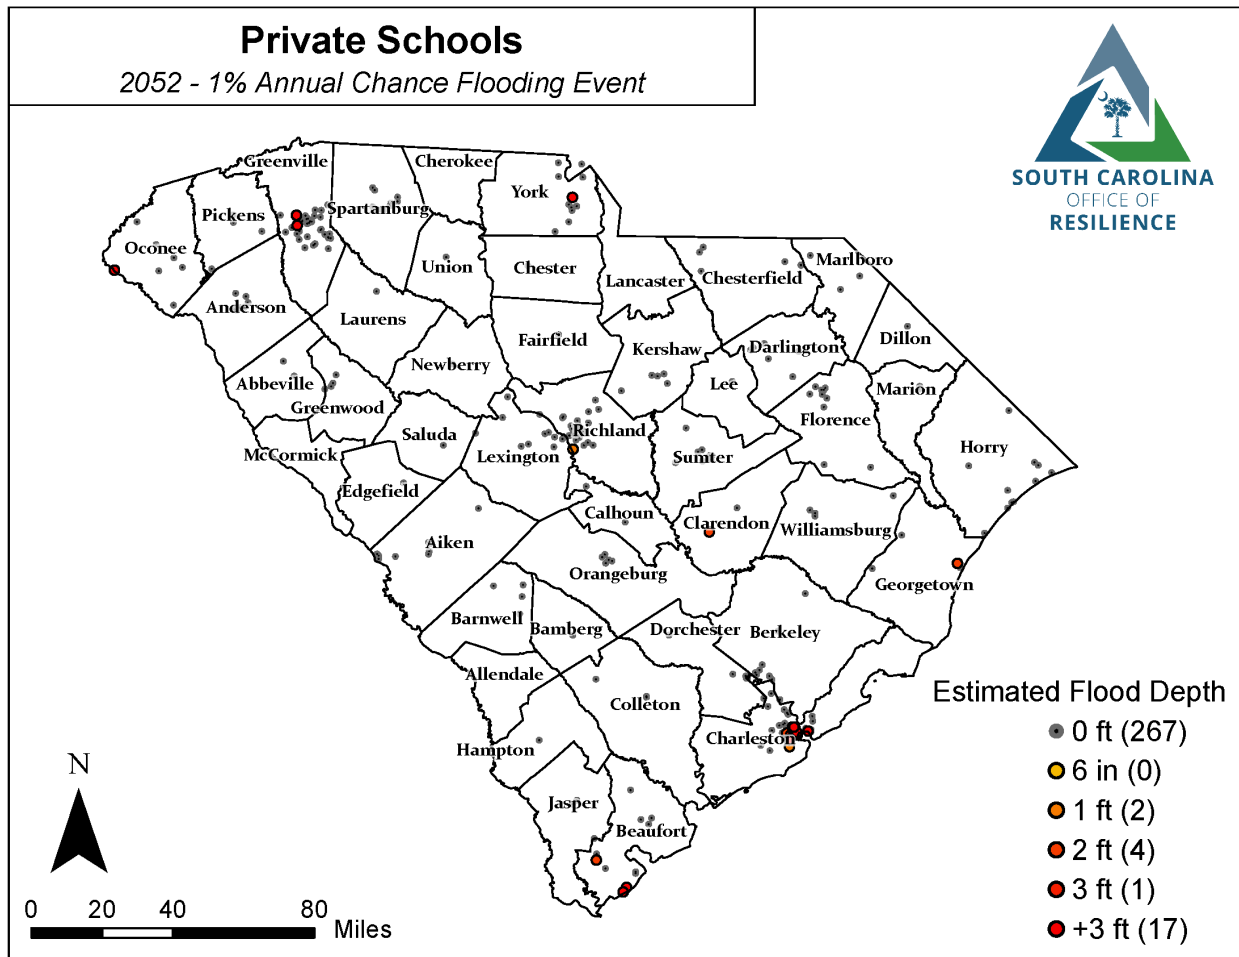 Private Schools
2052 - 1% Annual Chance Flooding Event
SOUTH CAROLINA
OFFICE OF
RESILIENCE
Greenville
Cherokee
York
Pickens
Spartanburg
Oconee
Union
Chester
Lancaster
Chesterfield
Marlboro
Anderson
Laurens
Fairfield
Kershaw
Darlington
Dillon
Newberry
Abbeville
Lee
Marion
Greenwood
Saluda
Richland
Florence
Horry
McCormick
Lexington
Sumter
Edgefield
Calhoun
Clarendon
Williamsburg
Aiken
Orangeburg
Georgetown
Barnwell
Bamberg
Dorchester
Berkeley
Allendale
Colleton
Charleston
Hampton
Jasper
Beaufort
Estimated Flood Depth
0 ft (267)
6 in (0)
1 ft (2)
2 ft (4)
3 ft (1)
+3 ft (17)
N
0 20 40 80
Miles